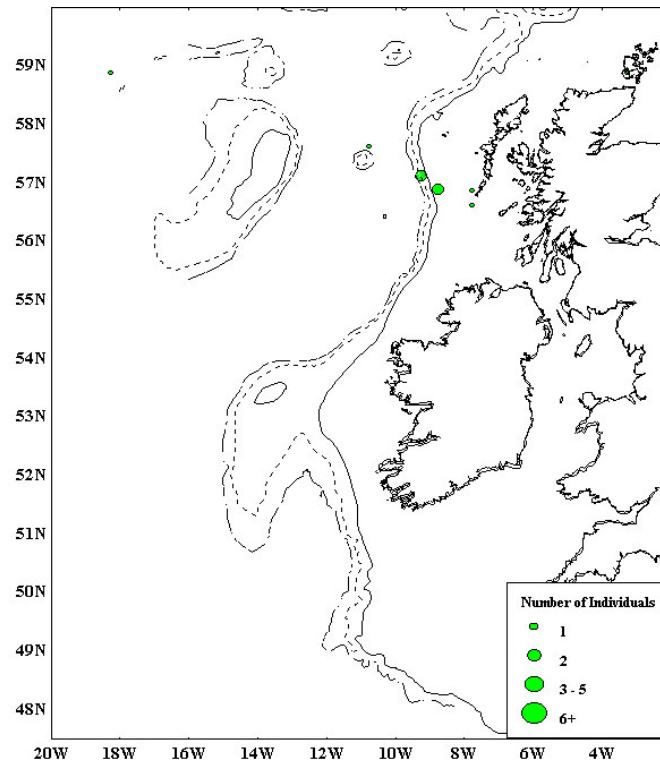 59N
58N
57N
56N
55N
54N
53N
52N
51N
50N
49N
48N
Number of Individuals
1
2
3 - 5
6+
20W 18W 16W 14W 12W 10W 8W 6W 4W